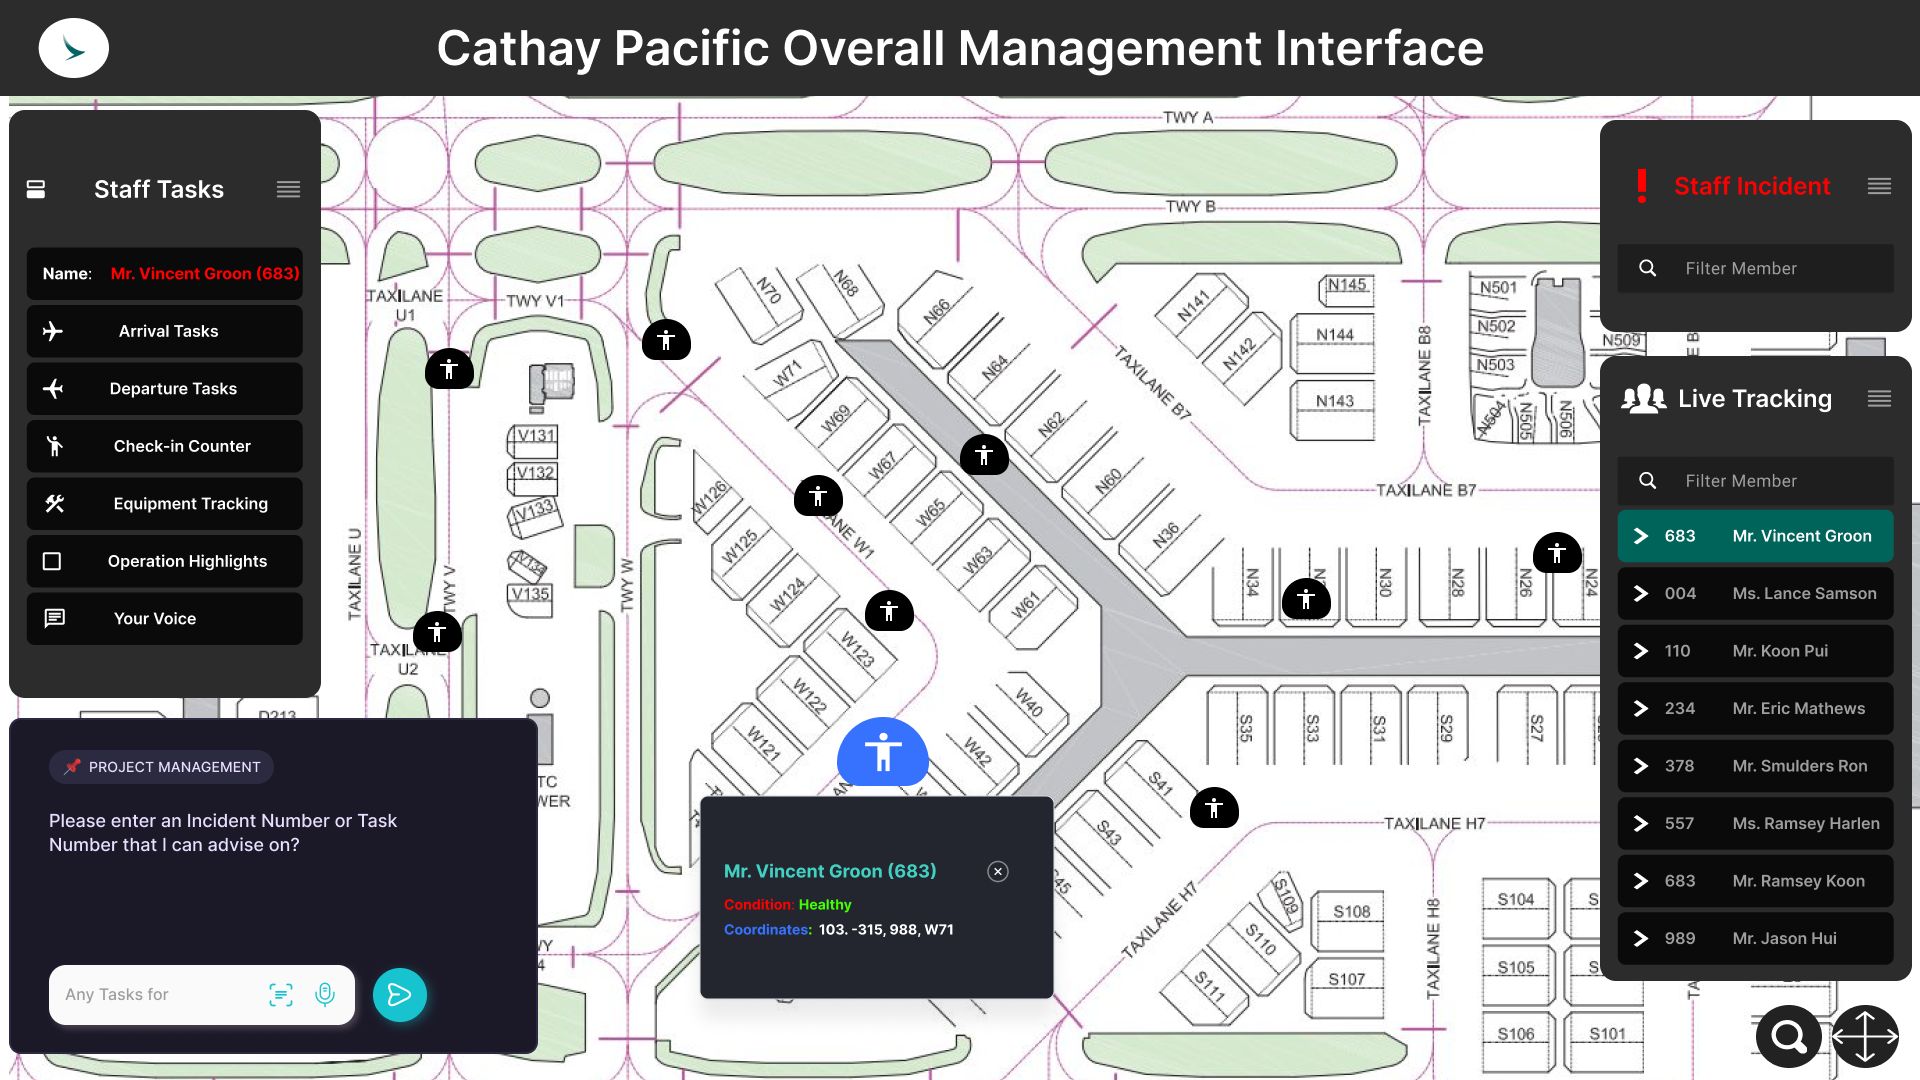 Cathay Pacific Overall Management Interface
Staff Tasks
Name: Mr. Vincent Groon (683)
Arrival Tasks
Departure Tasks
Check-in Counter
Equipment Tracking
Operation Highlights
Your Voice
PROJECT MANAGEMENT
Please enter an Incident Number or Task
Number that I can advise on?
Any Tasks for
TWY A
TWY B
TAXILANE
U1
TWY V1
TAXILANE U
TWY V
TWY W
TAXILANE
U2
V131
V132
V133
V134
V135
D213
N70
N68
N66
N64
N62
N60
N36
W71
W69
W67
W65
W63
W61
W126
W125
W124
W123
W122
W121
W40
W42
TAXILANE B7
TAXILANE B7
TAXILANE B8
N141
N142
N145
N144
N143
N501
N502
N503
N504
N505
N506
N509
N34
N30
N28
N26
N24
S35
S33
S31
S29
S27
S41
S43
TAXILANE H7
TAXILANE H7
TAXILANE H8
S109
S108
S110
S107
S111
S104
S105
S106
S101
Mr. Vincent Groon (683)
Condition: Healthy
Coordinates: 103. -315, 988, W71
Staff Incident
Filter Member
Live Tracking
Filter Member
683 Mr. Vincent Groon
004 Ms. Lance Samson
110 Mr. Koon Pui
234 Mr. Eric Mathews
378 Mr. Smulders Ron
557 Ms. Ramsey Harlen
683 Mr. Ramsey Koon
989 Mr. Jason Hui